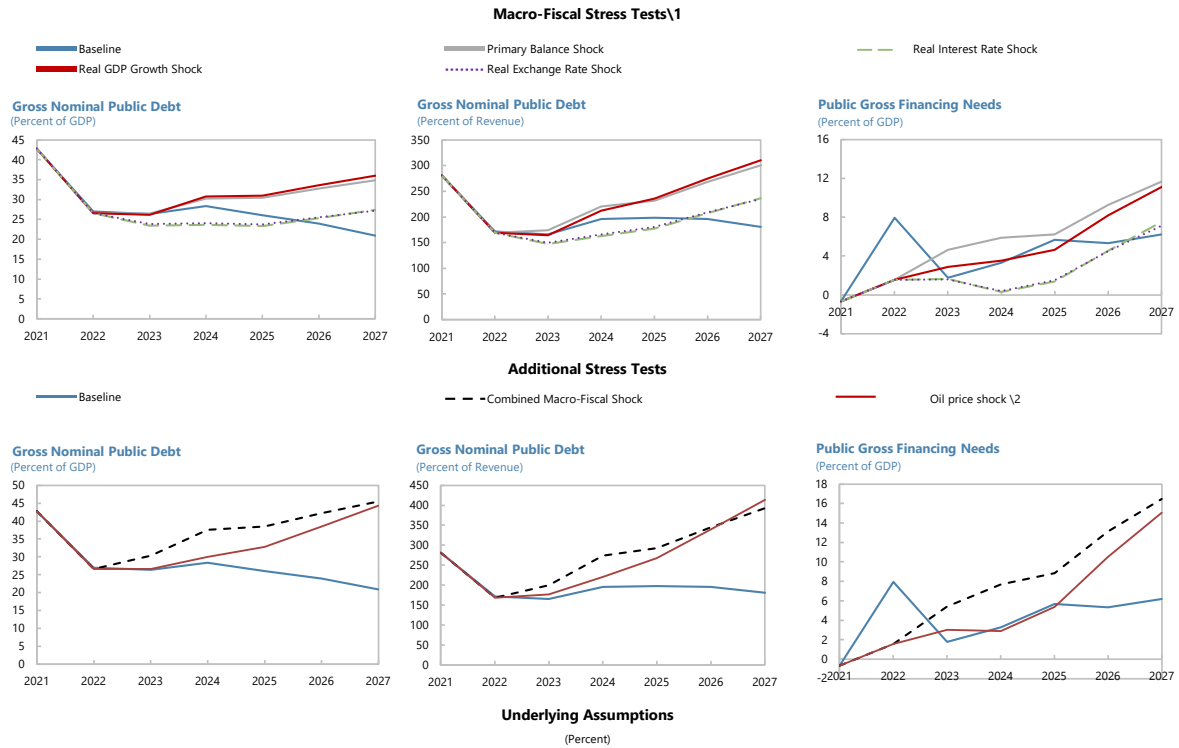 Macro-Fiscal Stress Tests\1
Baseline
Primary Balance Shock
Real Interest Rate Shock
Real GDP Growth Shock
Real Exchange Rate Shock
Gross Nominal Public Debt
(Percent of GDP)
45
40
35
30
25
20
15
10
5
0
2021 2022 2023 2024 2025 2026 2027
Gross Nominal Public Debt
(Percent of Revenue)
350
300
250
200
150
100
50
0
2021 2022 2023 2024 2025 2026 2027
Public Gross Financing Needs
(Percent of GDP)
16
12
8
4
0
-4
2021 2022 2023 2024 2025 2026 2027
Additional Stress Tests
Baseline
Combined Macro-Fiscal Shock
Oil price shock \2
Gross Nominal Public Debt
(Percent of GDP)
50
45
40
35
30
25
20
15
10
5
0
2021 2022 2023 2024 2025 2026 2027
Gross Nominal Public Debt
(Percent of Revenue)
450
400
350
300
250
200
150
100
50
0
2021 2022 2023 2024 2025 2026 2027
Public Gross Financing Needs
(Percent of GDP)
18
16
14
12
10
8
6
4
2
0
-2
2021 2022 2023 2024 2025 2026 2027
Underlying Assumptions
(Percent)